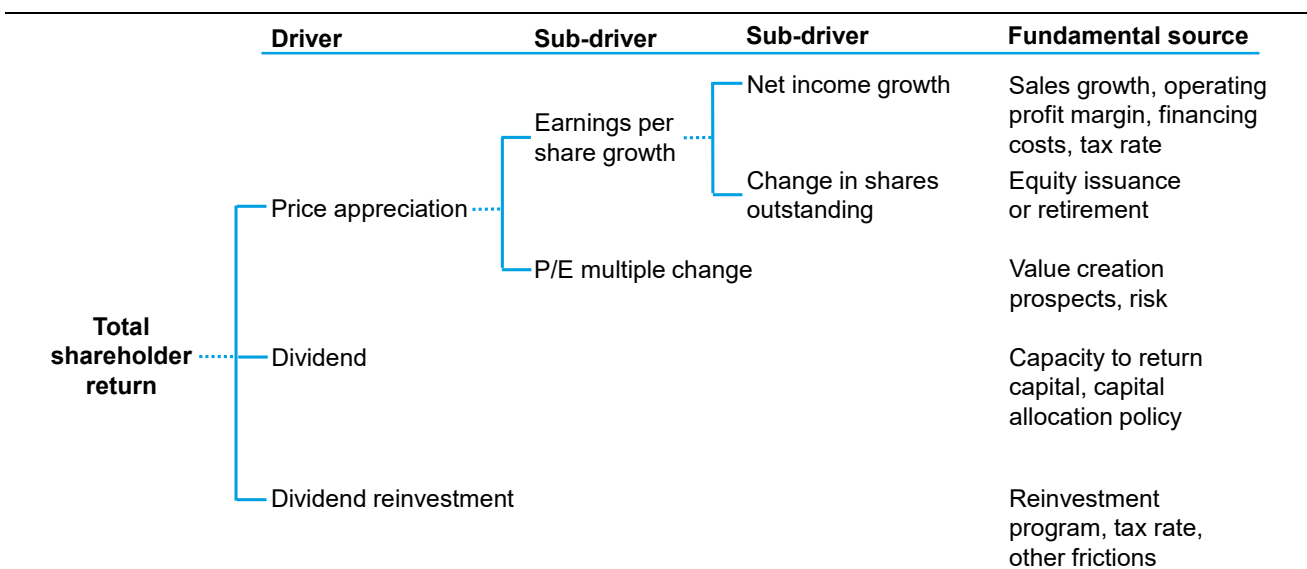 Driver
Sub-driver
Sub-driver
Fundamental source
Net income growth
Sales growth, operating
profit margin, financing
costs, tax rate
Earnings per
share growth
Change in shares
outstanding
Equity issuance
or retirement
Price appreciation
P/E multiple change
Value creation
prospects, risk
Total
shareholder
return
Dividend
Capacity to return
capital, capital
allocation policy
Dividend reinvestment
Reinvestment
program, tax rate,
other frictions